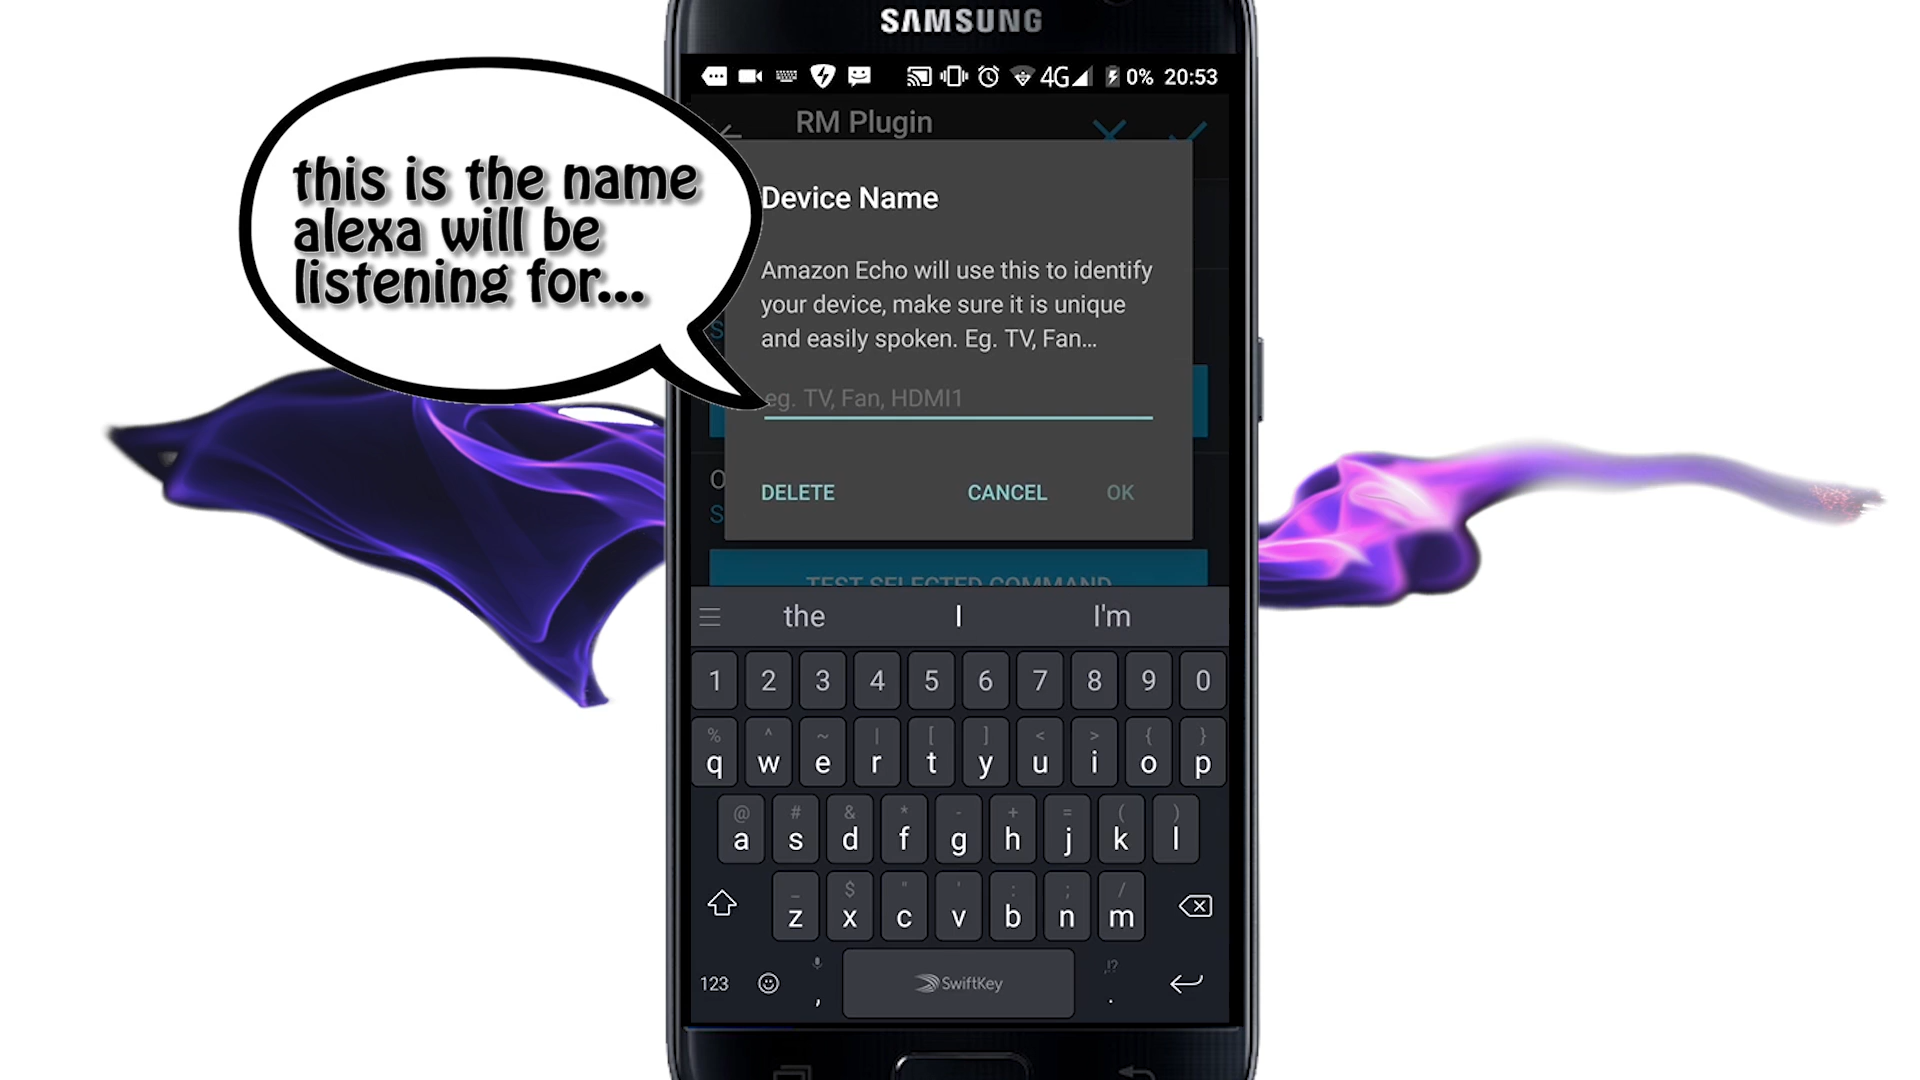 SAMSUNG
4G 0% 20:53
RM Plugin
this is the name
alexa will be
listening for...
Device Name
Amazon Echo will use this to identify
your device, make sure it is unique
and easily spoken. Eg. TV, Fan...
S
eg. TV, Fan, HDMI1
O
DELETE CANCEL OK
S
TEST SELECTED COMMAND
the I I'm
1 2 3 4 5 6 7 8 9 0
% ^ ~ | [ ] < > { }
q w e r t y u i o p
@ # & * - + = ( )
a s d f g h j k l
_ $ " ' : ; /
z x c v b n m
123 , SwiftKey ,!? .